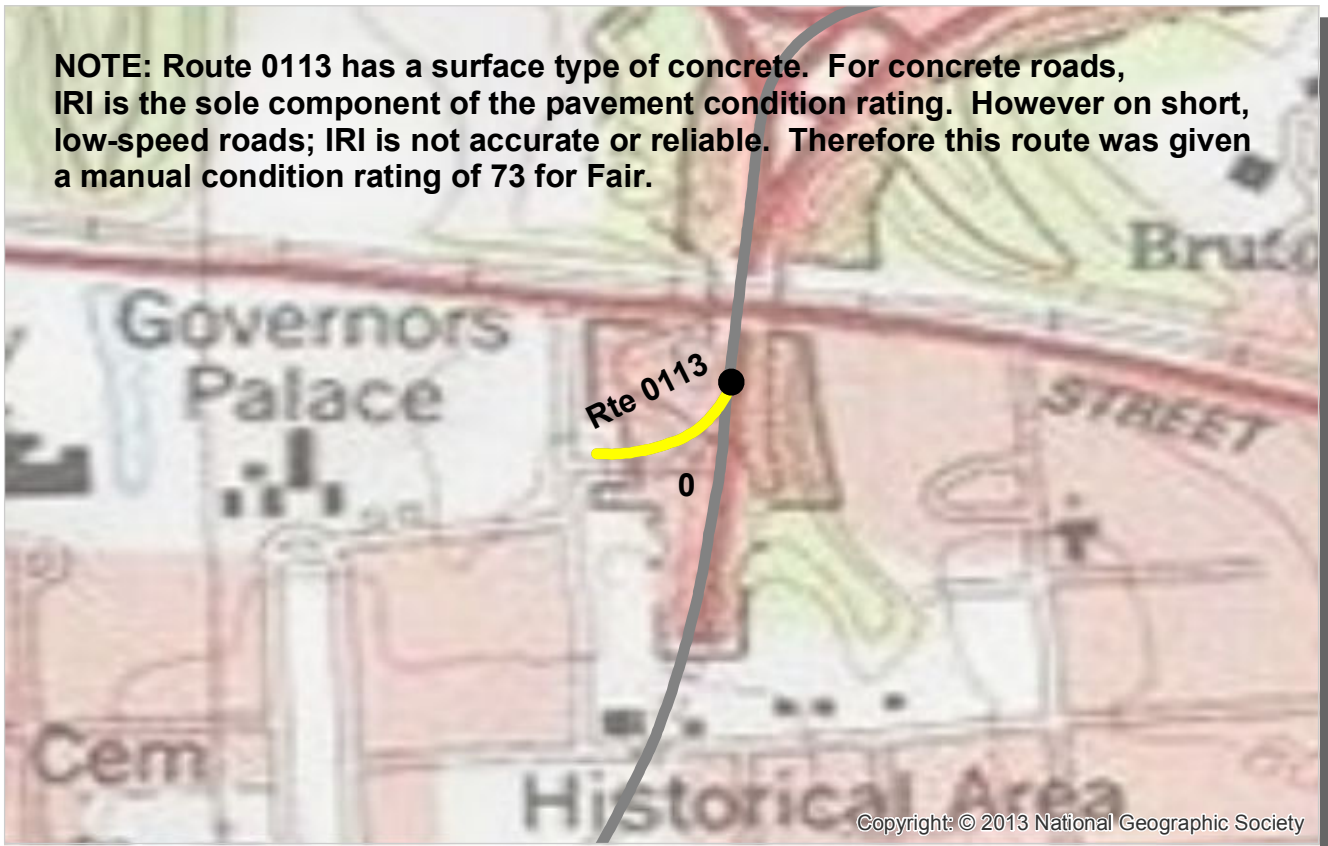 NOTE: Route 0113 has a surface type of concrete. For concrete roads,
IRI is the sole component of the pavement condition rating. However on short,
low-speed roads; IRI is not accurate or reliable. Therefore this route was given
a manual condition rating of 73 for Fair.
Governors
Palace
Rte 0113
STREET
0
Cem
Historical Area
Copyright: © 2013 National Geographic Society